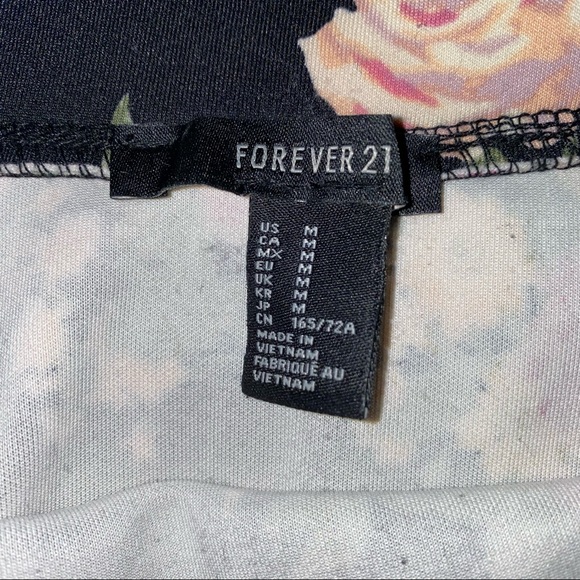 FOREVER 21
US M
CA M
MX M
EU M
UK M
KR M
JP M
CN 165/72A
MADE IN
VIETNAM
FABRIQUÉ AU
VIETNAM